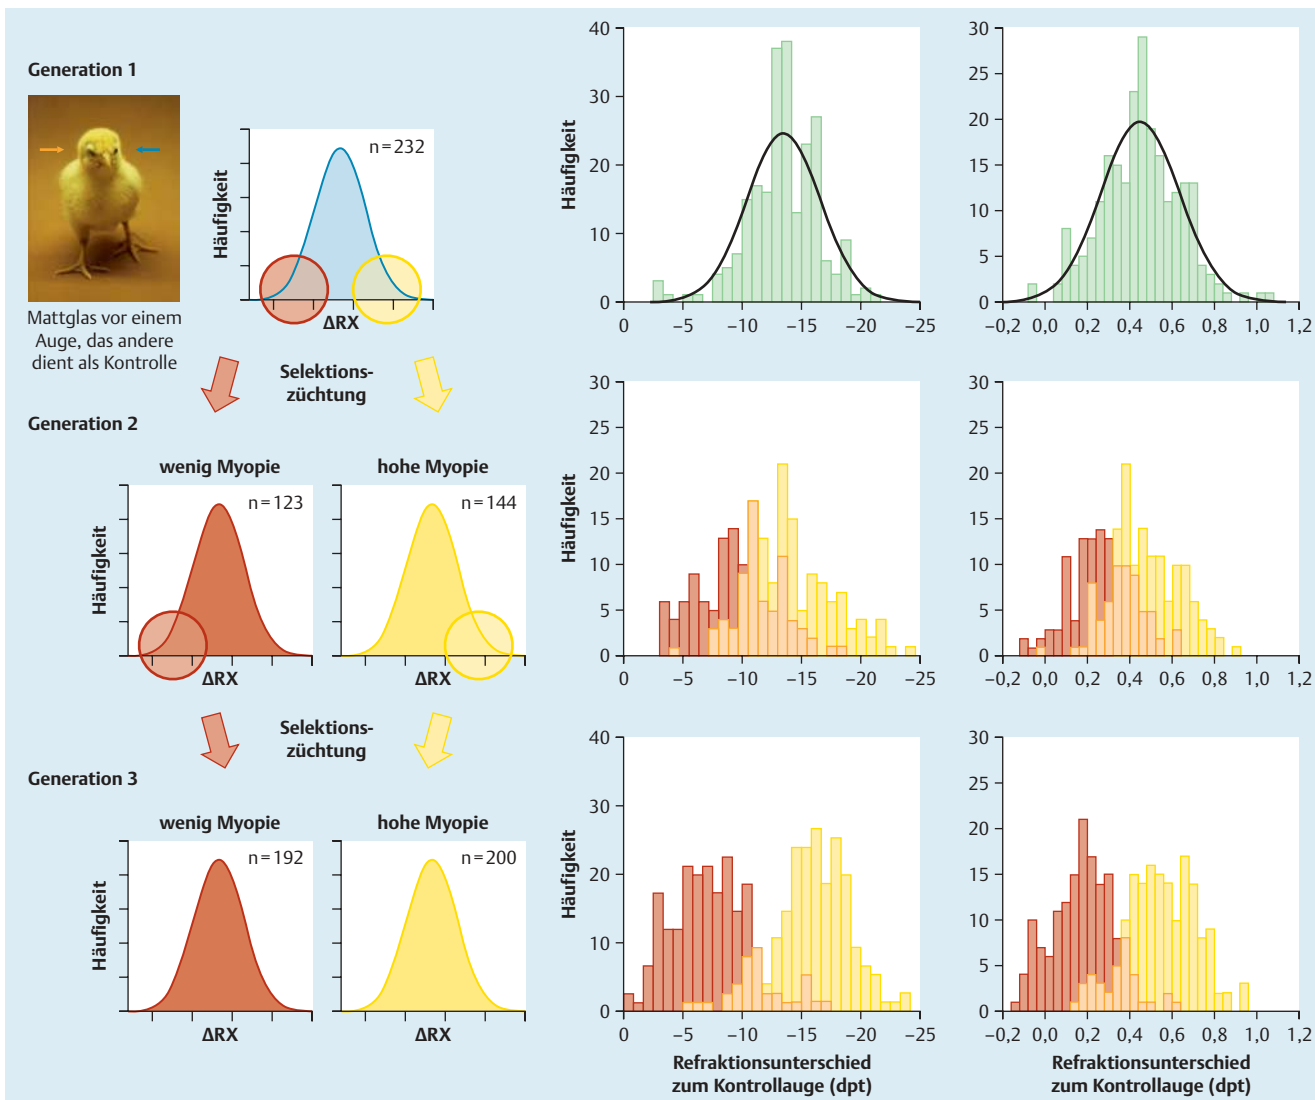 Generation 1
Mattglas vor einem
Auge, das andere
dient als Kontrolle
Häufigkeit
n=232
ΔRX
Selektions-
züchtung
Häufigkeit
40
30
20
10
0
0 –5 –10 –15 –20 –25
30
25
20
15
10
5
0
–0,2 0,0 0,2 0,4 0,6 0,8 1,0 1,2
Generation 2
wenig Myopie
Häufigkeit
n=123
ΔRX
hohe Myopie
n=144
ΔRX
Selektions-
züchtung
Häufigkeit
30
25
20
15
10
5
0
0 –5 –10 –15 –20 –25
30
25
20
15
10
5
0
–0,2 0,0 0,2 0,4 0,6 0,8 1,0 1,2
Generation 3
wenig Myopie
Häufigkeit
n=192
ΔRX
hohe Myopie
n=200
ΔRX
Häufigkeit
40
30
20
10
0
0 –5 –10 –15 –20 –25
Refraktionsunterschied
zum Kontrollauge (dpt)
30
25
20
15
10
5
0
–0,2 0,0 0,2 0,4 0,6 0,8 1,0 1,2
Refraktionsunterschied
zum Kontrollauge (dpt)